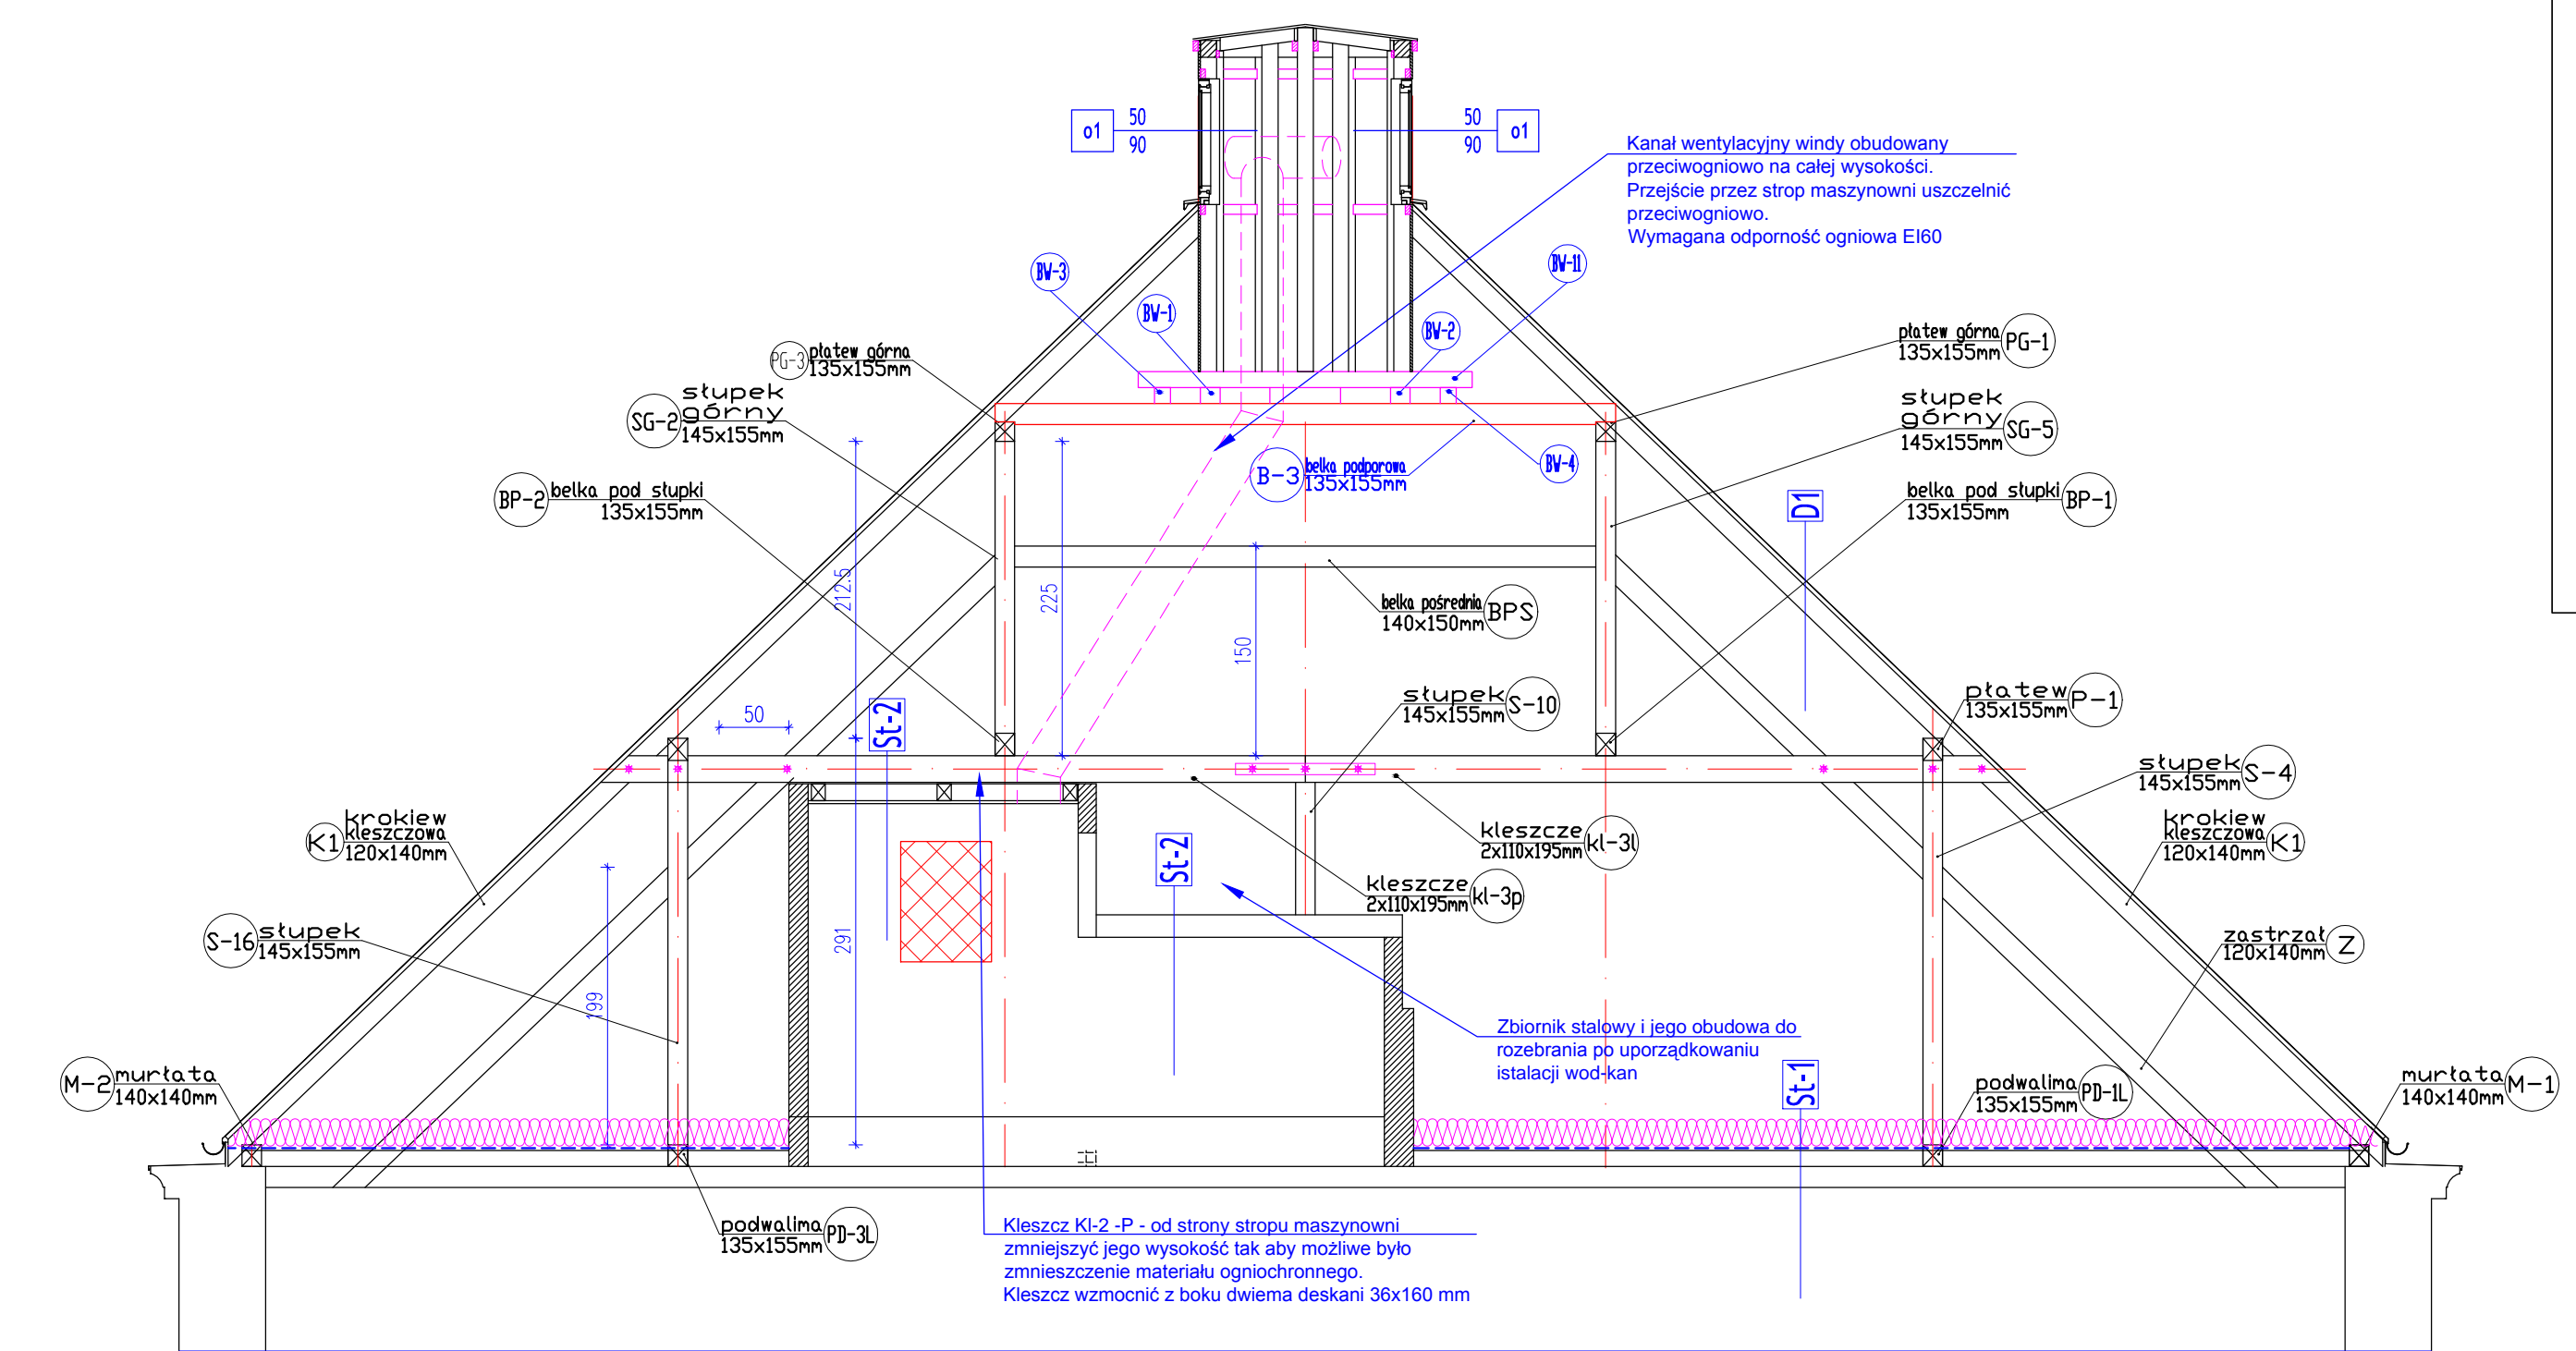 o1
50
90
50
90
o1
Kanał wentylacyjny windy obudowany
przeciwogniowo na całej wysokości.
Przejście przez strop maszynowni uszczelnić
przeciwogniowo.
Wymagana odporność ogniowa EI60
BW-3
BW-1
BW-2
BW-11
PG-3
płatew górna
135x155mm
płatew górna
135x155mm
PG-1
SG-2
słupek
górny
145x155mm
słupek
górny
145x155mm
SG-5
BP-2
belka pod słupki
135x155mm
B-3
belka podporowa
135x155mm
BW-4
D1
belka pod słupki
135x155mm
BP-1
212.5
225
150
belka pośrednia
140x150mm
BPS
50
St-2
słupek
145x155mm
S-10
płatew
135x155mm
P-1
słupek
145x155mm
S-4
K1
krokiew
kleszczowa
120x140mm
St-2
kleszcze
2x110x195mm
kl-3l
kleszcze
2x110x195mm
kl-3p
krokiew
kleszczowa
120x140mm
K1
S-16
słupek
145x155mm
291
199
zastrzał
120x140mm
Z
Zbiornik stalowy i jego obudowa do
rozebrania po uporządkowaniu
istalacji wod-kan
St-1
M-2
murłata
140x140mm
podwalima
135x155mm
PD-1L
murłata
140x140mm
M-1
podwalima
135x155mm
PD-3L
Kleszcz Kl-2 -P - od strony stropu maszynowni
zmniejszyć jego wysokość tak aby możliwe było
zmnieszczenie materiału ogniochronnego.
Kleszcz wzmocnić z boku dwiema deskani 36x160 mm